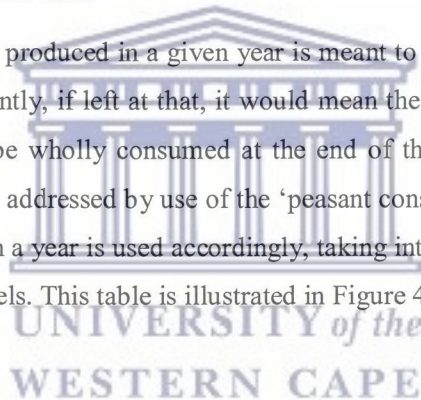 produced in a given year is meant to
ntly, if left at that, it would mean the
be wholly consumed at the end of th
addressed by use of the ‘peasant cons
n a year is used accordingly, taking int
els. This table is illustrated in Figure 4
UNIVERSITY of the
WESTERN CAPE